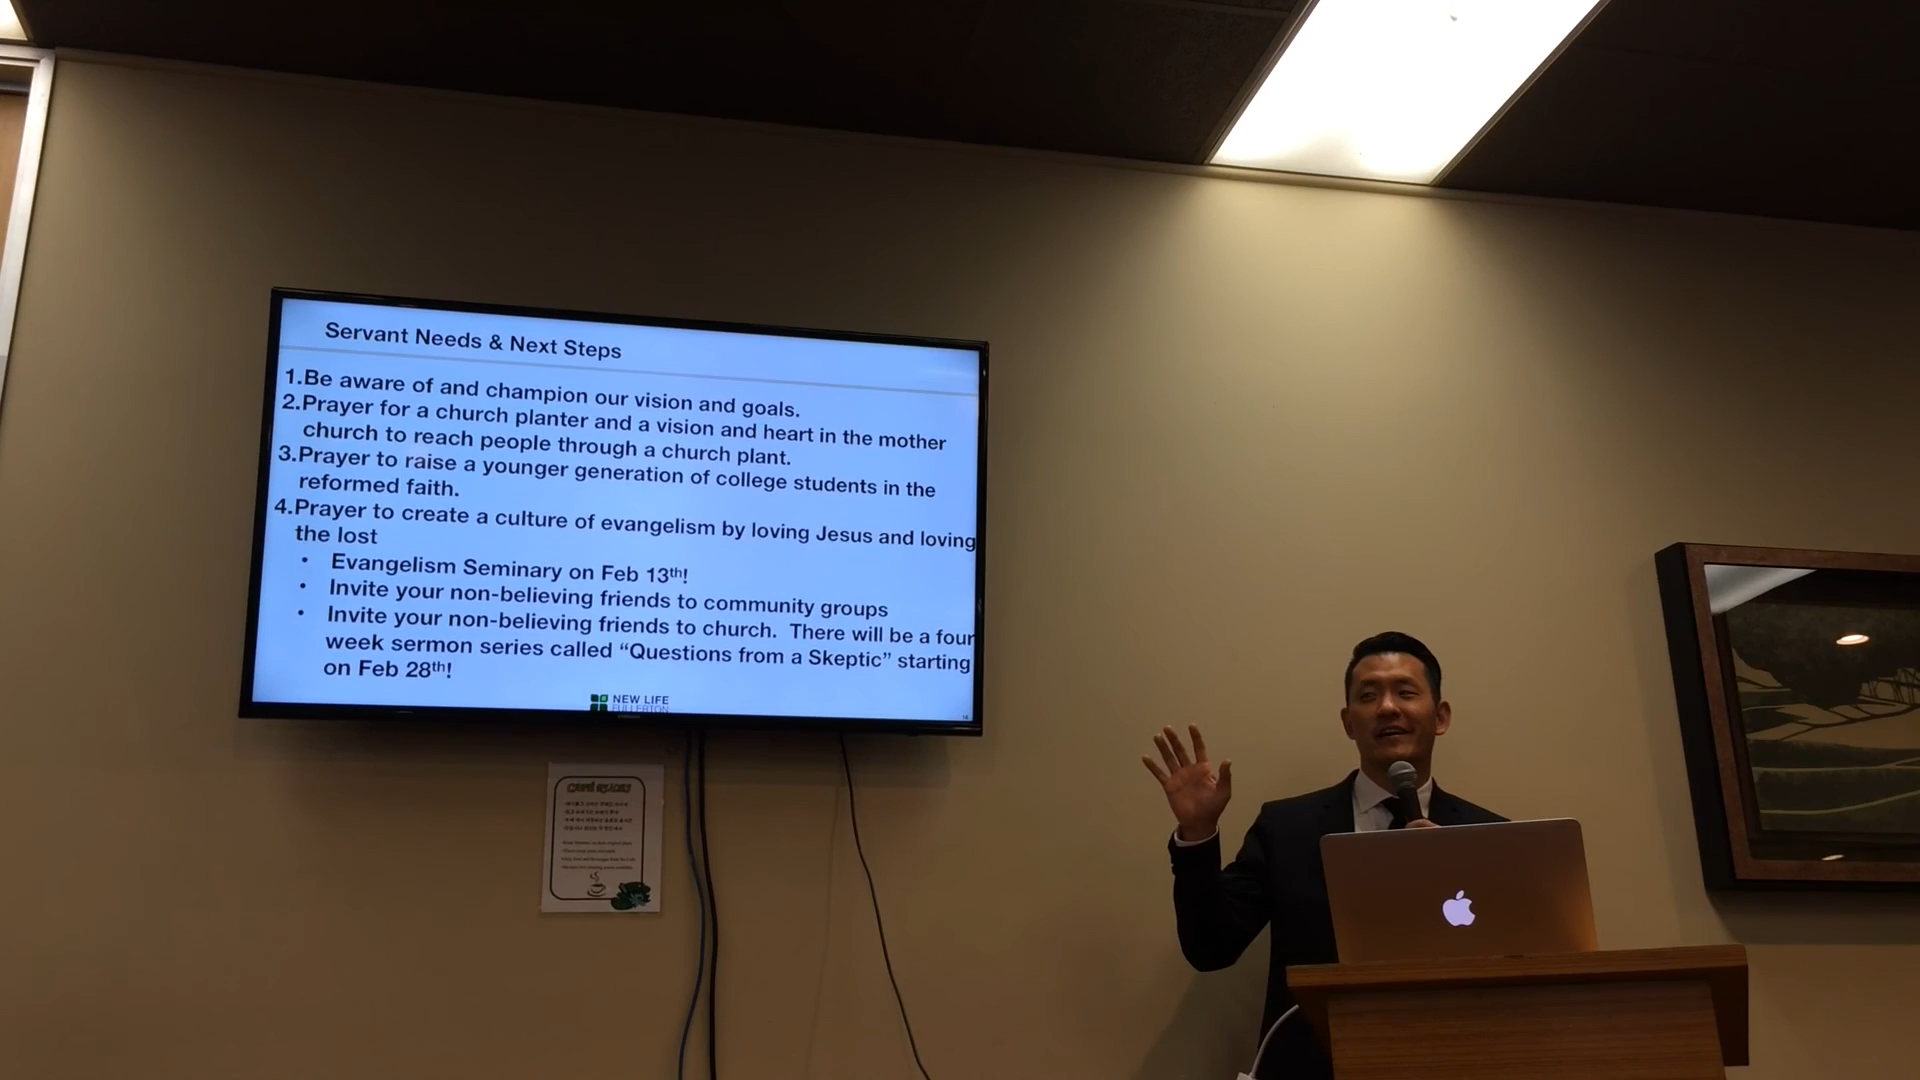 Servant Needs & Next Steps
1.Be aware of and champion our vision and goals.
2.Prayer for a church planter and a vision and heart in the mother
church to reach people through a church plant.
3.Prayer to raise a younger generation of college students in the
reformed faith.
4.Prayer to create a culture of evangelism by loving Jesus and loving
the lost
• Evangelism Seminary on Feb 13th!
• Invite your non-believing friends to community groups
• Invite your non-believing friends to church. There will be a four
week sermon series called “Questions from a Skeptic” starting
on Feb 28th!
NEW LIFE
FULLERTON